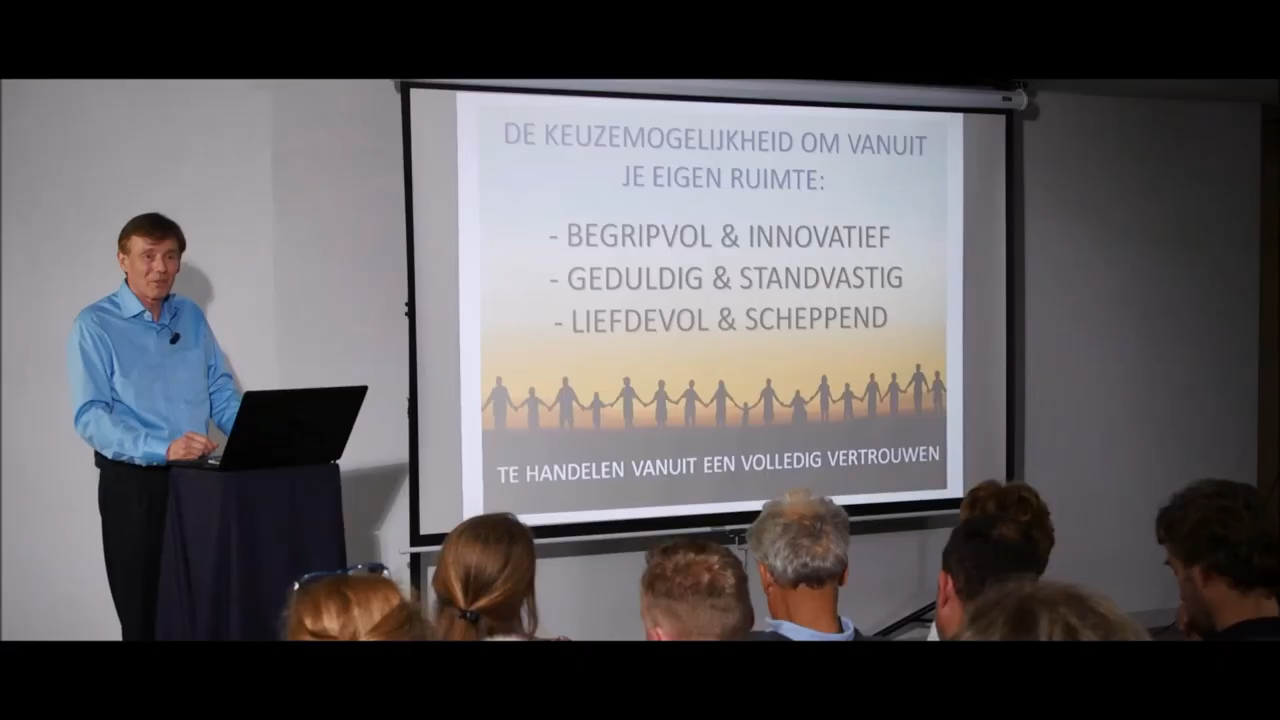 DE KEUZEMOGELIJKHEID OM VANUIT
JE EIGEN RUIMTE:
- BEGRIPVOL & INNOVATIEF
- GEDULDIG & STANDVASTIG
- LIEFDEVOL & SCHEPPEND
TE HANDELEN VANUIT EEN VOLLEDIG VERTROUWEN